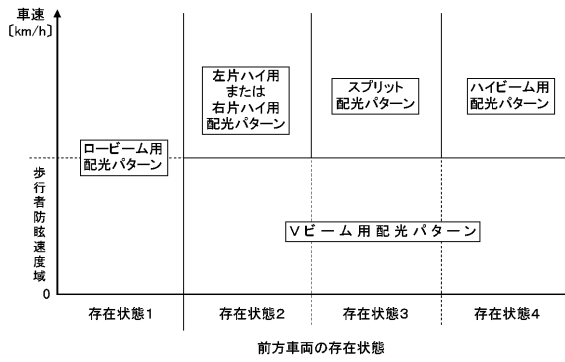 車速
〔km/h〕
左片ハイ用
または
右片ハイ用
配光パターン
スプリット
配光パターン
ハイビーム用
配光パターン
ロービーム用
配光パターン
歩行者防眩速度域
Vビーム用配光パターン
0
存在状態1
存在状態2
存在状態3
存在状態4
前方車両の存在状態